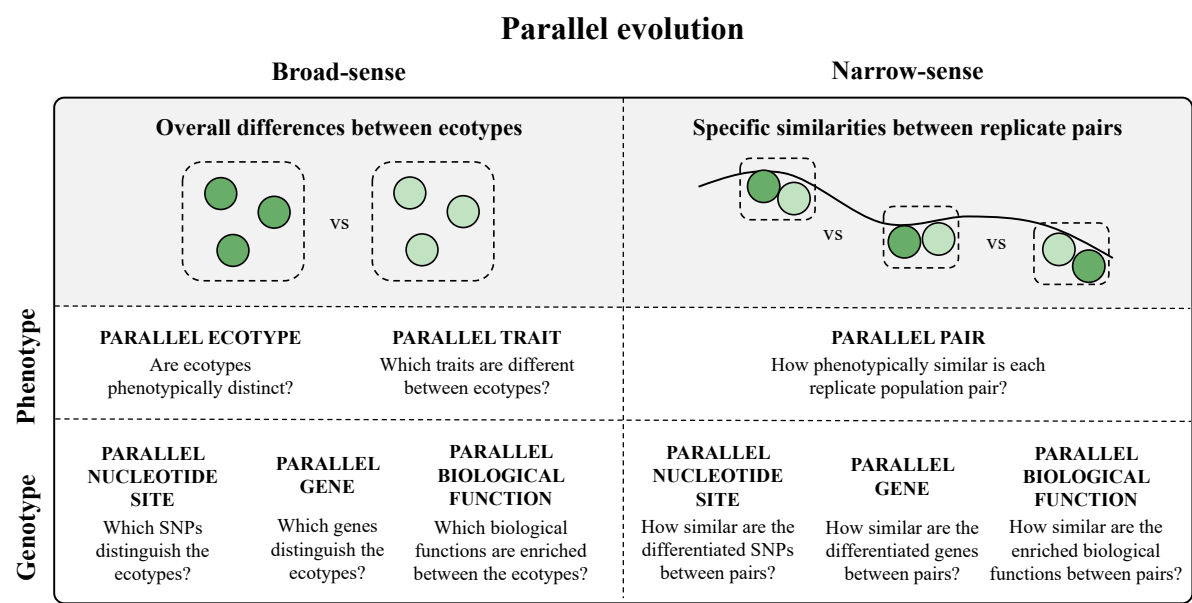 Parallel evolution
Broad-sense
Narrow-sense
Overall differences between ecotypes
vs
Specific similarities between replicate pairs
vs
vs
Phenotype
PARALLEL ECOTYPE
Are ecotypes
phenotypically distinct?
PARALLEL TRAIT
Which traits are different
between ecotypes?
PARALLEL PAIR
How phenotypically similar is each
replicate population pair?
Genotype
PARALLEL
NUCLEOTIDE
SITE
Which SNPs
distinguish the
ecotypes?
PARALLEL
GENE
Which genes
distinguish the
ecotypes?
PARALLEL
BIOLOGICAL
FUNCTION
Which biological
functions are enriched
between the ecotypes?
PARALLEL
NUCLEOTIDE
SITE
How similar are the
differentiated SNPs
between pairs?
PARALLEL
GENE
How similar are the
differentiated genes
between pairs?
PARALLEL
BIOLOGICAL
FUNCTION
How similar are the
enriched biological
functions between pairs?